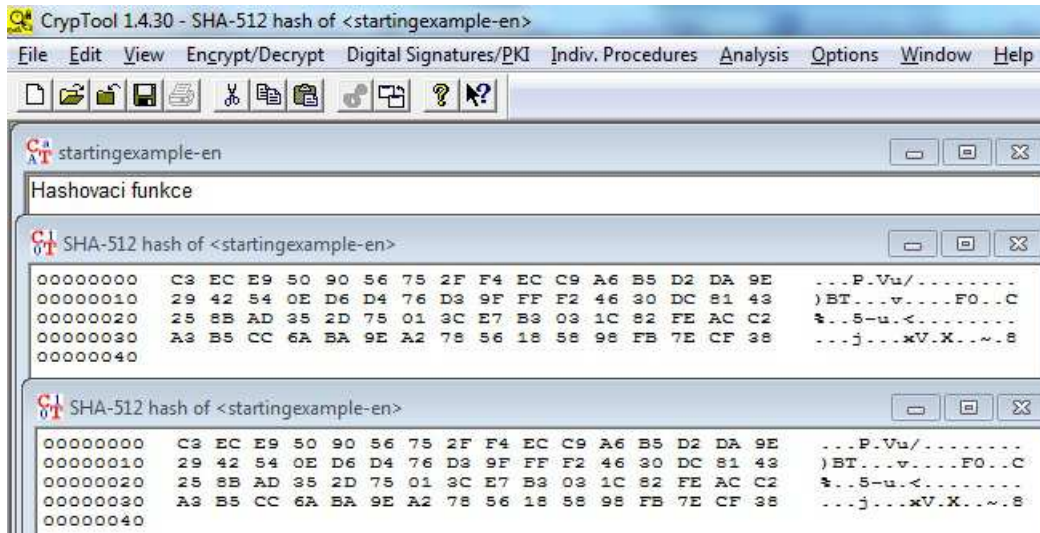 CrypTool 1.4.30 - SHA-512 hash of <startingexample-en>
File Edit View Encrypt/Decrypt Digital Signatures/PKI Indiv. Procedures Analysis Options Window Help
startingexample-en
Hashovaci funkce
SHA-512 hash of <startingexample-en>
00000000 C3 EC E9 50 90 56 75 2F F4 EC C9 A6 B5 D2 DA 9E ...P.Vu/........
00000010 29 42 54 0E D6 D4 76 D3 9F FF F2 46 30 DC 81 43 )BT...v....F0..C
00000020 25 8B AD 35 2D 75 01 3C E7 B3 03 1C 82 FE AC C2 %..5-u.<........
00000030 A3 B5 CC 6A BA 9E A2 78 56 18 58 98 FB 7E CF 38 ...j...xV.X..~.8
00000040
SHA-512 hash of <startingexample-en>
00000000 C3 EC E9 50 90 56 75 2F F4 EC C9 A6 B5 D2 DA 9E ...P.Vu/........
00000010 29 42 54 0E D6 D4 76 D3 9F FF F2 46 30 DC 81 43 )BT...v....F0..C
00000020 25 8B AD 35 2D 75 01 3C E7 B3 03 1C 82 FE AC C2 %..5-u.<........
00000030 A3 B5 CC 6A BA 9E A2 78 56 18 58 98 FB 7E CF 38 ...j...xV.X..~.8
00000040